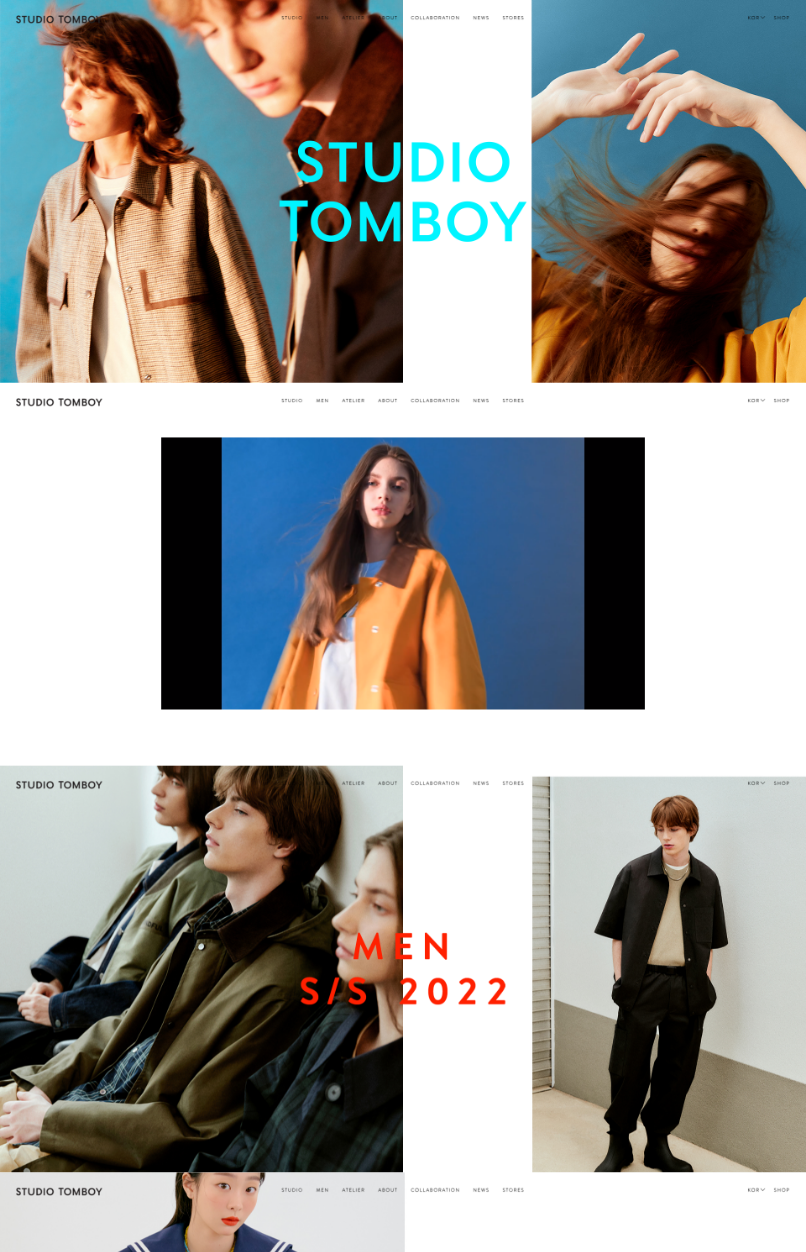 STUDIO TOMBOY
STUDIO MEN ATELIER ABOUT COLLABORATION NEWS STORES
KOR SHOP
STUDIO
TOMBOY
STUDIO TOMBOY
STUDIO MEN ATELIER ABOUT COLLABORATION NEWS STORES
KOR SHOP
STUDIO TOMBOY
ATELIER ABOUT COLLABORATION NEWS STORES
KOR SHOP
MEN
S/S 2022
STUDIO TOMBOY
STUDIO MEN ATELIER ABOUT COLLABORATION NEWS STORES
KOR SHOP